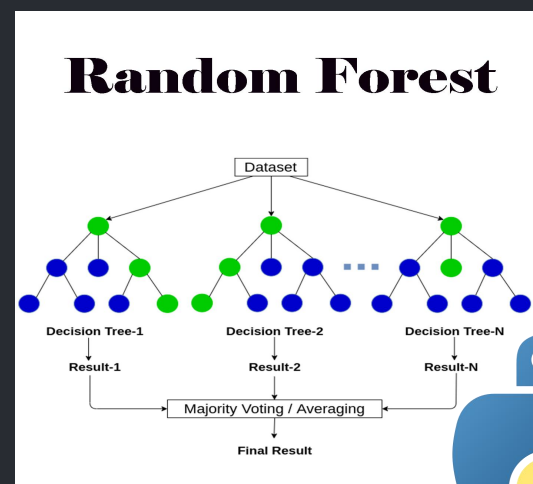 Random Forest
Dataset
Decision Tree-1 Decision Tree-2 Decision Tree-N
Result-1 Result-2 Result-N
Majority Voting / Averaging
Final Result